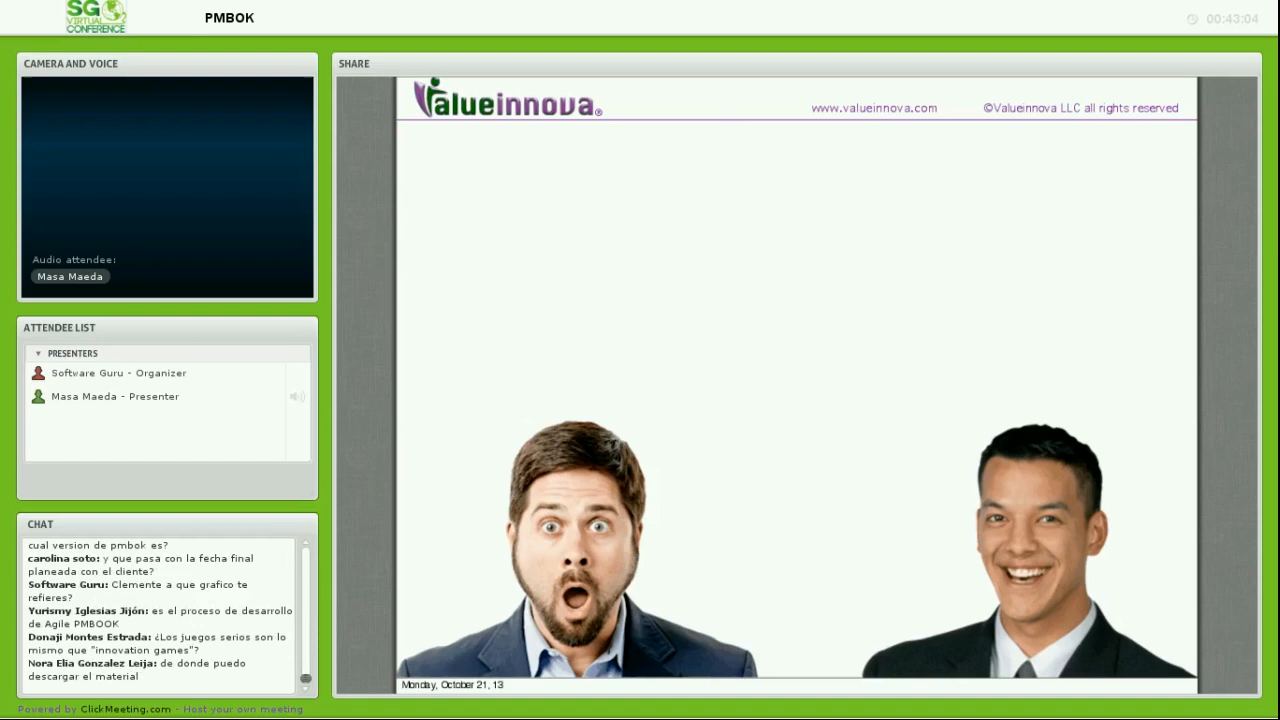 SG
VIRTUAL
CONFERENCE
PMBOK
00:43:04
CAMERA AND VOICE
Audio attendee:
Masa Maeda
ATTENDEE LIST
PRESENTERS
Software Guru - Organizer
Masa Maeda - Presenter
CHAT
cual version de pmbok es?
carolina soto: y que pasa con la fecha final
planeada con el cliente?
Software Guru: Clemente a que grafico te
refieres?
Yurismy Iglesias Jijón: es el proceso de desarrollo
de Agile PMBOOK
Donaji Montes Estrada: ¿Los juegos serios son lo
mismo que "innovation games"?
Nora Elia Gonzalez Leija: de donde puedo
descargar el material
SHARE
Valueinnova®
www.valueinnova.com ©Valueinnova LLC all rights reserved
Monday, October 21, 13
Powered by ClickMeeting.com - Host your own meeting